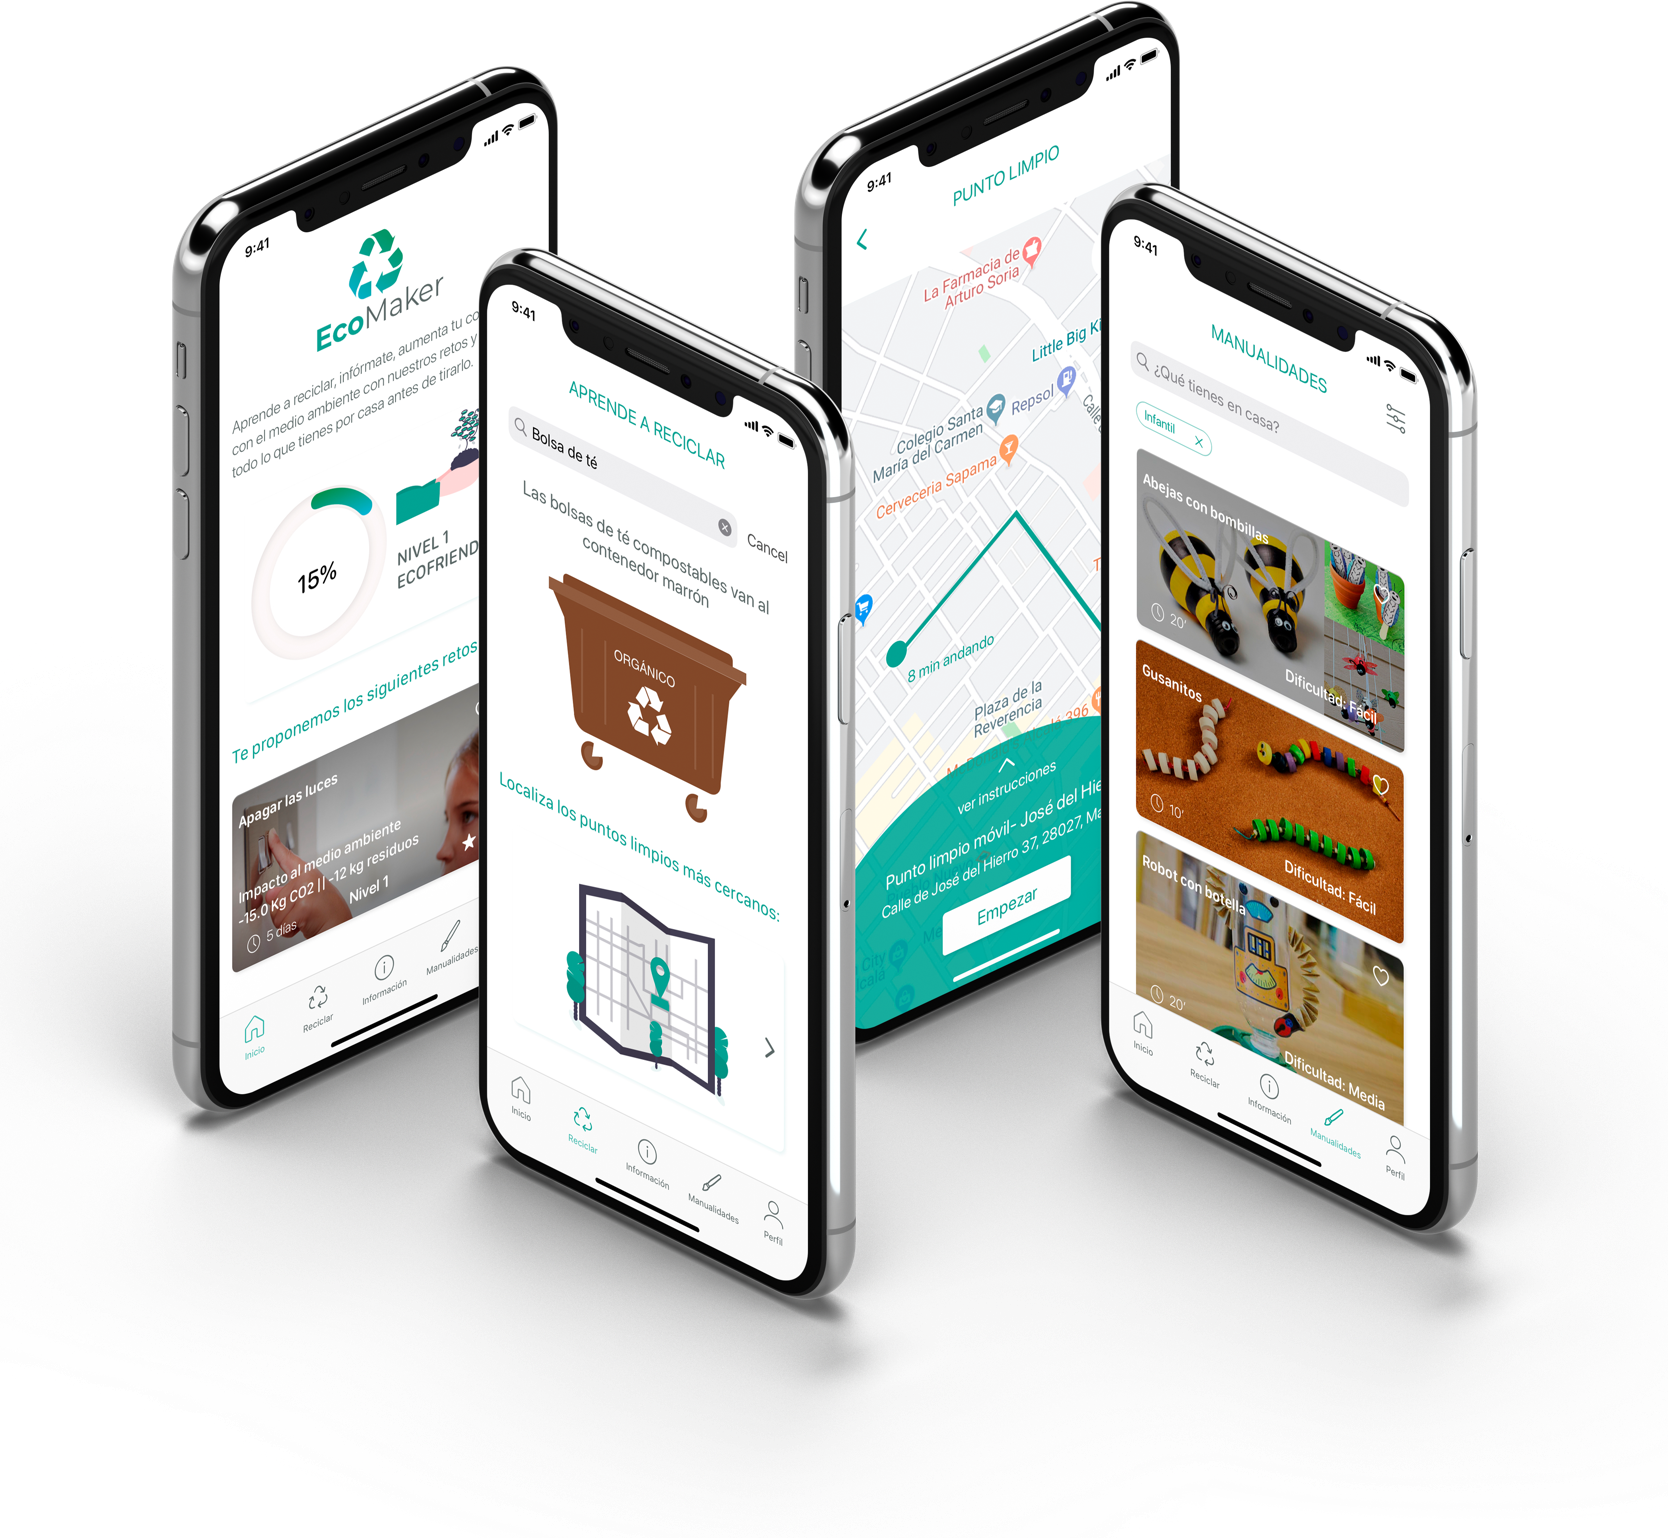 9:41
EcoMaker
Aprende a reciclar, infórmate, aumenta tu co
con el medio ambiente con nuestros retos y
todo lo que tienes por casa antes de tirarlo.
15%
NIVEL 1
ECOFRIEND
Te proponemos los siguientes retos
Apagar las luces
Impacto al medio ambiente
-15.0 Kg CO2 || -12 kg residuos
5 días
Nivel 1
Inicio
Reciclar
Información
Manualidades
9:41
APRENDE A RECICLAR
Bolsa de té
Cancel
Las bolsas de té compostables van al
contenedor marrón
ORGÁNICO
Localiza los puntos limpios más cercanos:
Inicio
Reciclar
Información
Manualidades
Perfil
9:41
PUNTO LIMPIO
La Farmacia de
Arturo Soria
Little Big Ki
Repsol
Calle
Colegio Santa
María del Carmen
Cervecería Sapama
8 min andando
Plaza de la
Reverencia
396
ver instrucciones
Punto limpio móvil- José del Hie
Calle de José del Hierro 37, 28027, Ma
Empezar
City
lcalá
9:41
MANUALIDADES
¿Qué tienes en casa?
Infantil
Abejas con bombillas
20'
Dificultad: Fácil
Gusanitos
10'
Dificultad: Fácil
Robot con botella
20'
Dificultad: Media
Inicio
Reciclar
Información
Manualidades
Perfil